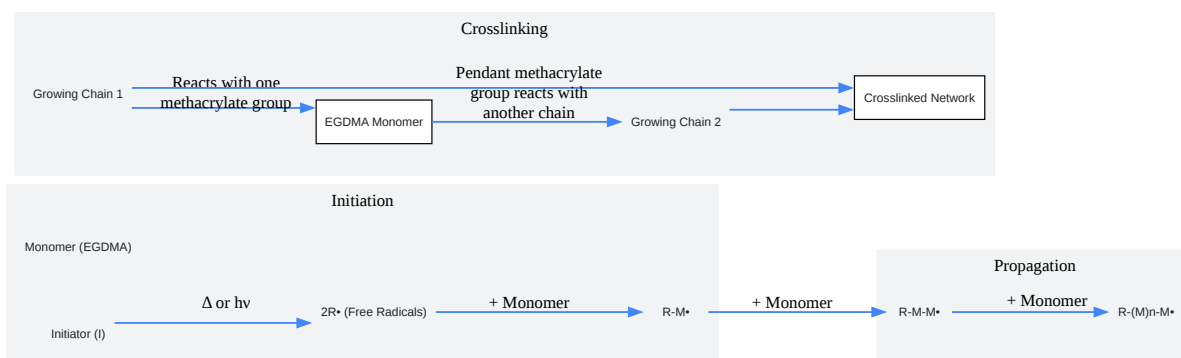 Crosslinking
Growing Chain 1
Reacts with one
methacrylate group
EGDMA Monomer
Pendant methacrylate
group reacts with
another chain
Growing Chain 2
Crosslinked Network
Initiation
Monomer (EGDMA)
Initiator (I)
Δ or hν
2R• (Free Radicals)
+ Monomer
R-M•
+ Monomer
Propagation
R-M-M•
+ Monomer
R-(M)n-M•